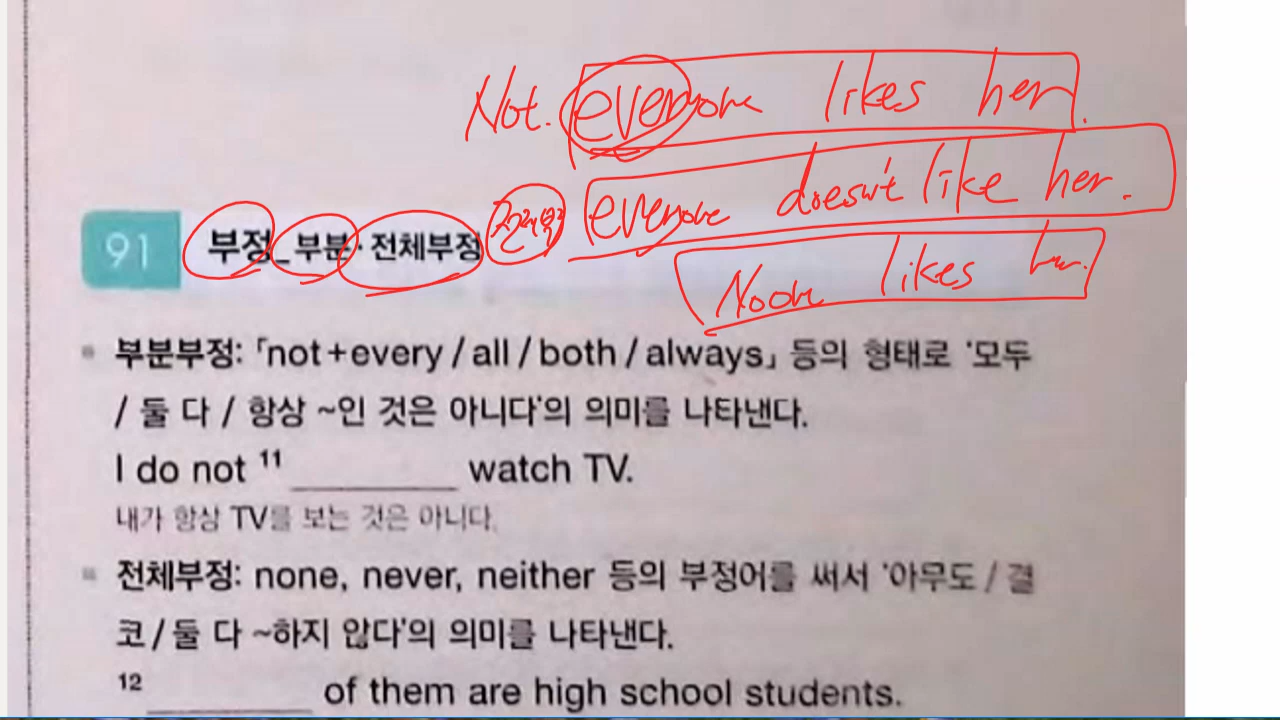 Not. everyone likes her.
everyone doesn't like her.
Noone likes her.
91 부정_부분·전체부정
부분부정: 「not+every / all / both / always」 등의 형태로 '모두
/ 둘 다 / 항상 ~인 것은 아니다'의 의미를 나타낸다.
I do not 11 ________ watch TV.
내가 항상 TV를 보는 것은 아니다.
전체부정: none, never, neither 등의 부정어를 써서 '아무도 / 결
코 / 둘 다 ~하지 않다'의 의미를 나타낸다.
12 ________ of them are high school students.